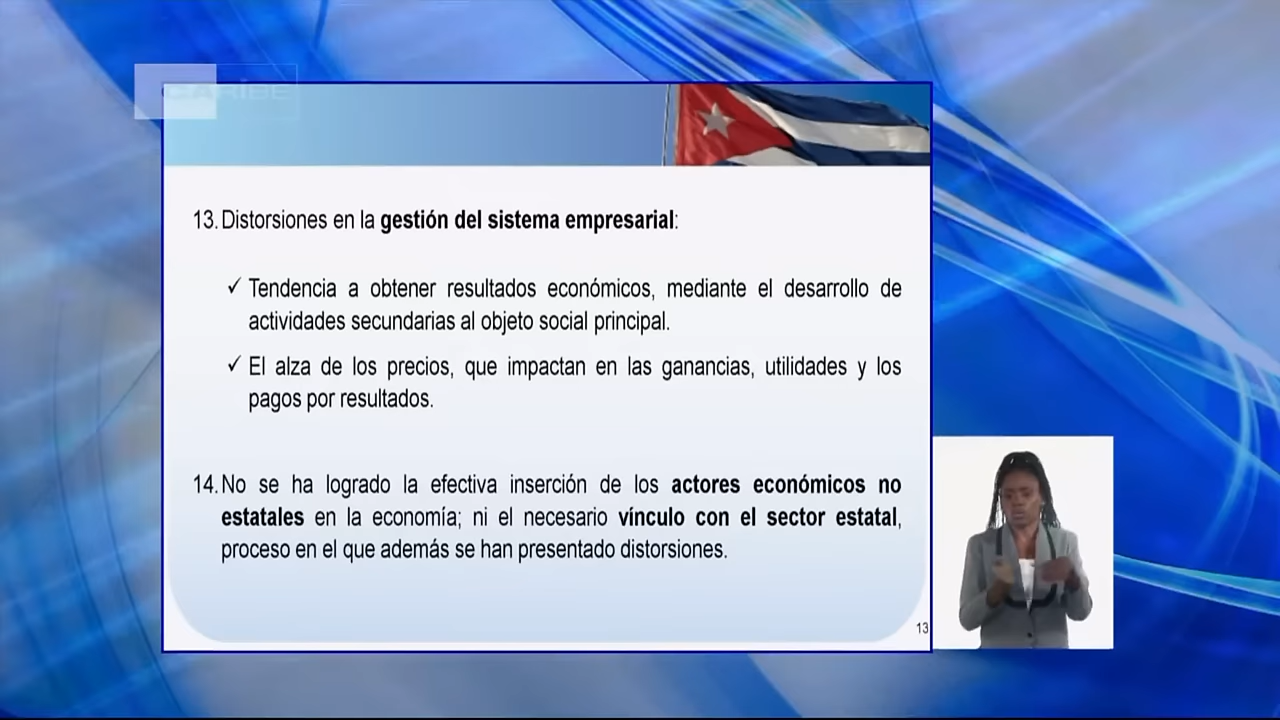 CARIBE
13. Distorsiones en la gestión del sistema empresarial:
✓ Tendencia a obtener resultados económicos, mediante el desarrollo de
actividades secundarias al objeto social principal.
✓ El alza de los precios, que impactan en las ganancias, utilidades y los
pagos por resultados.
14. No se ha logrado la efectiva inserción de los actores económicos no
estatales en la economía; ni el necesario vínculo con el sector estatal,
proceso en el que además se han presentado distorsiones.
13